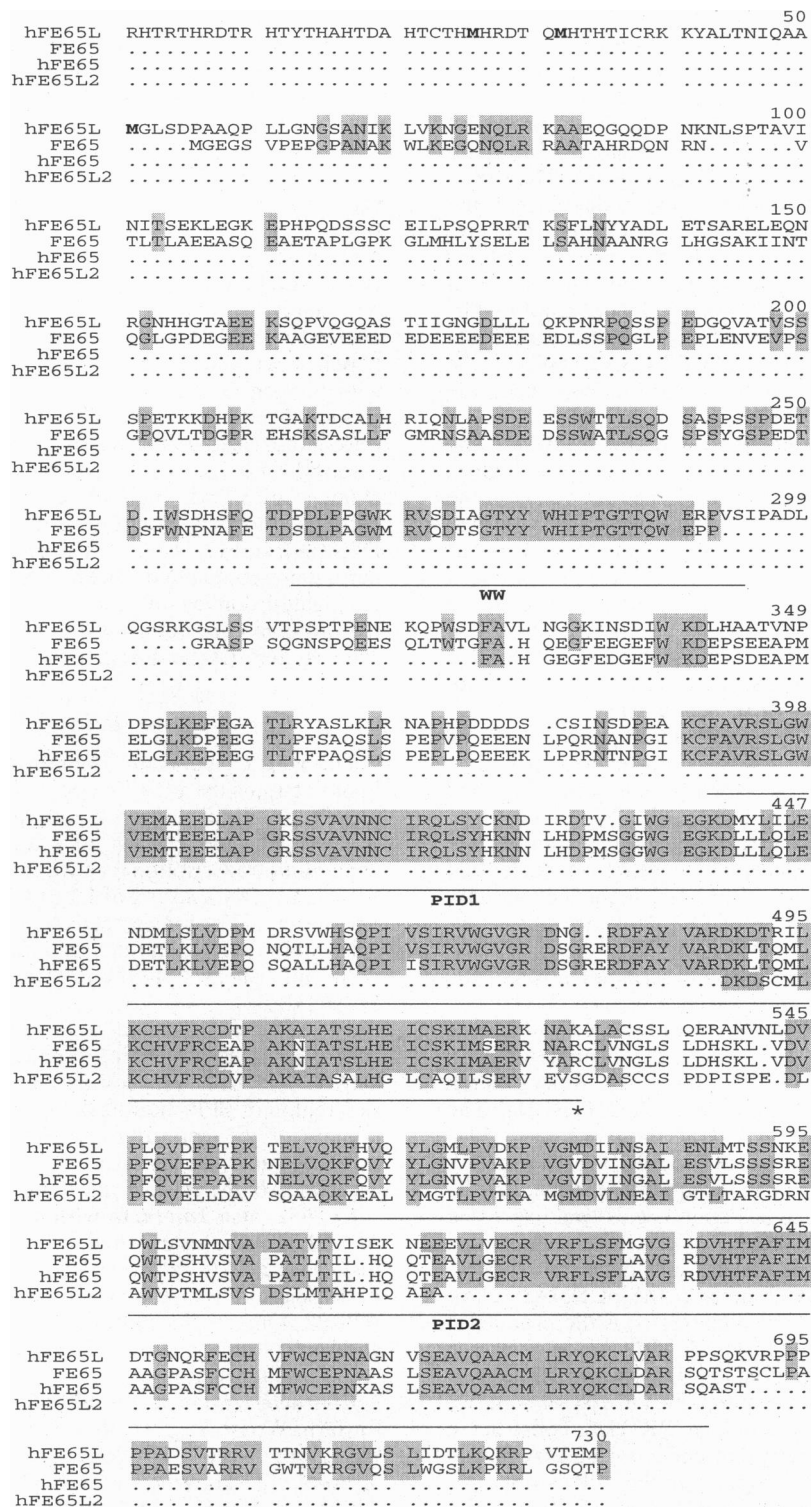 50
hFE65L RHTRTHRDTR HTYTHAHTDA HTCTHMHRDT QMHTHTICRK KYALTNIQAA
FE65 .......... .......... .......... .......... ..........
hFE65 .......... .......... .......... .......... ..........
hFE65L2 .......... .......... .......... .......... ..........
100
hFE65L MGLSDPAAQP LLGNGSANIK LVKNGENQLR KAAEQGQQDP NKNLSPTAVI
FE65 .....MGEGS VPEPGPANAK WLKEGQNQLR RAATAHRDQN RN.......V
hFE65 .......... .......... .......... .......... ..........
hFE65L2 .......... .......... .......... .......... ..........
150
hFE65L NITSEKLEGK EPHPQDSSSC EILPSQPRRT KSFLNYYADL ETSARELEQN
FE65 TLTLAEEASQ EAETAPLGPK GLMHLYSELE LSAHNAANRG LHGSAKIINT
hFE65 .......... .......... .......... .......... ..........
hFE65L2 .......... .......... .......... .......... ..........
200
hFE65L RGNHHGTAEE KSQPVQGQAS TIIGNGDLLL QKPNRPQSSP EDGQVATVSS
FE65 QGLGPDEGEE KAAGEVEEED EDEEEEDEEE EDLSSPQGLP EPLENVEVPS
hFE65 .......... .......... .......... .......... ..........
hFE65L2 .......... .......... .......... .......... ..........
250
hFE65L SPETKKDHPK TGAKTDCALH RIQNLAPSDE ESSWTTLSQD SASPSSPDET
FE65 GPQVLTDGPR EHSKSASLLF GMRNSAASDE DSSWATLSQG SPSYGSPEDT
hFE65 .......... .......... .......... .......... ..........
hFE65L2 .......... .......... .......... .......... ..........
299
hFE65L D.IWSDHSFQ TDPDLPPGWK RVSDIAGTYY WHIPTGTTQW ERPVSIPADL
FE65 DSFWNPNAFE TDSDLPAGWM RVQDTSGTYY WHIPTGTTQW EPP.......
hFE65 .......... .......... .......... .......... ..........
hFE65L2 .......... .......... .......... .......... ..........
WW
349
hFE65L QGSRKGSLSS VTPSPTPENE KQPWSDFAVL NGGKINSDIW KDLHAATVNP
FE65 .....GRASP SQGNSPQEES QLTWTGFA.H QEGFEEGEFW KDEPSEEAPM
hFE65 .......... .......... .......FA.H GEGFEDGEFW KDEPSDEAPM
hFE65L2 .......... .......... .......... .......... ..........
398
hFE65L DPSLKEFEGA TLRYASLKLR NAPHPDDDDS .CSINSDPEA KCFAVRSLGW
FE65 ELGLKDPEEG TLPFSAQSLS PEPVPQEEEN LPQRNANPGI KCFAVRSLGW
hFE65 ELGLKEPEEG TLTFPAQSLS PEPLPQEEEK LPPRNTNPGI KCFAVRSLGW
hFE65L2 .......... .......... .......... .......... ..........
447
hFE65L VEMAEEDLAP GKSSVAVNNC IRQLSYCKND IRDTV.GIWG EGKDMYLILE
FE65 VEMTEEELAP GRSSVAVNNC IRQLSYHKNN LHDPMSGGWG EGKDLLLQLE
hFE65 VEMTEEELAP GKSSVAVNNC IRQLSYHKNN LHDPMSGGWG EGKDLLLQLE
hFE65L2 .......... .......... .......... .......... ..........
PID1
495
hFE65L NDMLSLVDPM DRSVWHSQPI VSIRVWGVGR DNG..RDFAY VARDKDTRIL
FE65 DETLKLVEPQ NQTLLHAQPI VSIRVWGVGR DSGRERDFAY VARDKLTQML
hFE65 DETLKLVEPQ SQALLHAQPI ISIRVWGVGR DSGRERDFAY VARDKLTQML
hFE65L2 .......... .......... .......... .......... ...DKDSCML
545
hFE65L KCHVFRCDTP AKAIATSLHE ICSKIMAERK NAKALACSSL QERANVNLDV
FE65 KCHVFRCEAP AKNIATSLHE ICSKIMSERR NARCLVNGLS LDHSKL.VDV
hFE65 KCHVFRCEAP AKNIATSLHE ICSKIMAERV YARCLVNGLS LDHSKL.VDV
hFE65L2 KCHVFRCDVP AKAIASALHG LCAQILSERV EVSGDASCCS PDPISPE.DL
*
595
hFE65L PLQVDFPTPK TELVQKFHVQ YLGMLPVDKP VGMDILNSAI ENLMTSSNKE
FE65 PFQVEFPAPK NELVQKFQVY YLGNVPVAKP VGVDVINGAL ESVLSSSSRE
hFE65 PFQVEFPAPK NELVQKFQVY YLGNVPVAKP VGVDVINGAL ESVLSSSSRE
hFE65L2 PRQVELLDAV SQAAQKYEAL YMGTLPVTKA MGMDVLNEAI GTLTARGDRN
645
hFE65L DWLSVNMNVA DATVTVISEK NEEEVLVECR VRFLSFMGVG KDVHTFAFIM
FE65 QWTPSHVSVA PATLTIL.HQ QTEAVLGECR VRFLSFLAVG RDVHTFAFIM
hFE65 QWTPSHVSVA PATLTIL.HQ QTEAVLGECR VRFLSFLAVG RDVHTFAFIM
hFE65L2 AWVPTMLSVS DSLMTAHPIQ AEA....... .......... ..........
PID2
695
hFE65L DTGNQRFECH VFWCEPNAGN VSEAVQAACM LRYQKCLVAR PPSQKVRPPP
FE65 AAGPASFCCH MFWCEPNAAS LSEAVQAACM LRYQKCLDAR SQTSTSCLPA
hFE65 AAGPASFCCH MFWCEPNXAS LSEAVQAACM LRYQKCLDAR SQAST.....
hFE65L2 .......... .......... .......... .......... ..........
730
hFE65L PPADSVTRRV TTNVKRGVLS LIDTLKQKRP VTEMP
FE65 PPAESVARRV GWTVRRGVQS LWGSLKPKRL GSQTP
hFE65 .......... .......... .......... .....
hFE65L2 .......... .......... .......... .....